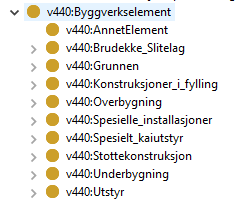 v440:Byggverkselement
v440:AnnetElement
v440:Brudekke_Slitelag
v440:Grunnen
v440:Konstruksjoner_i_fylling
v440:Overbygning
v440:Spesielle_installasjoner
v440:Spesielt_kaiutstyr
v440:Stottekonstruksjon
v440:Underbygning
v440:Utstyr